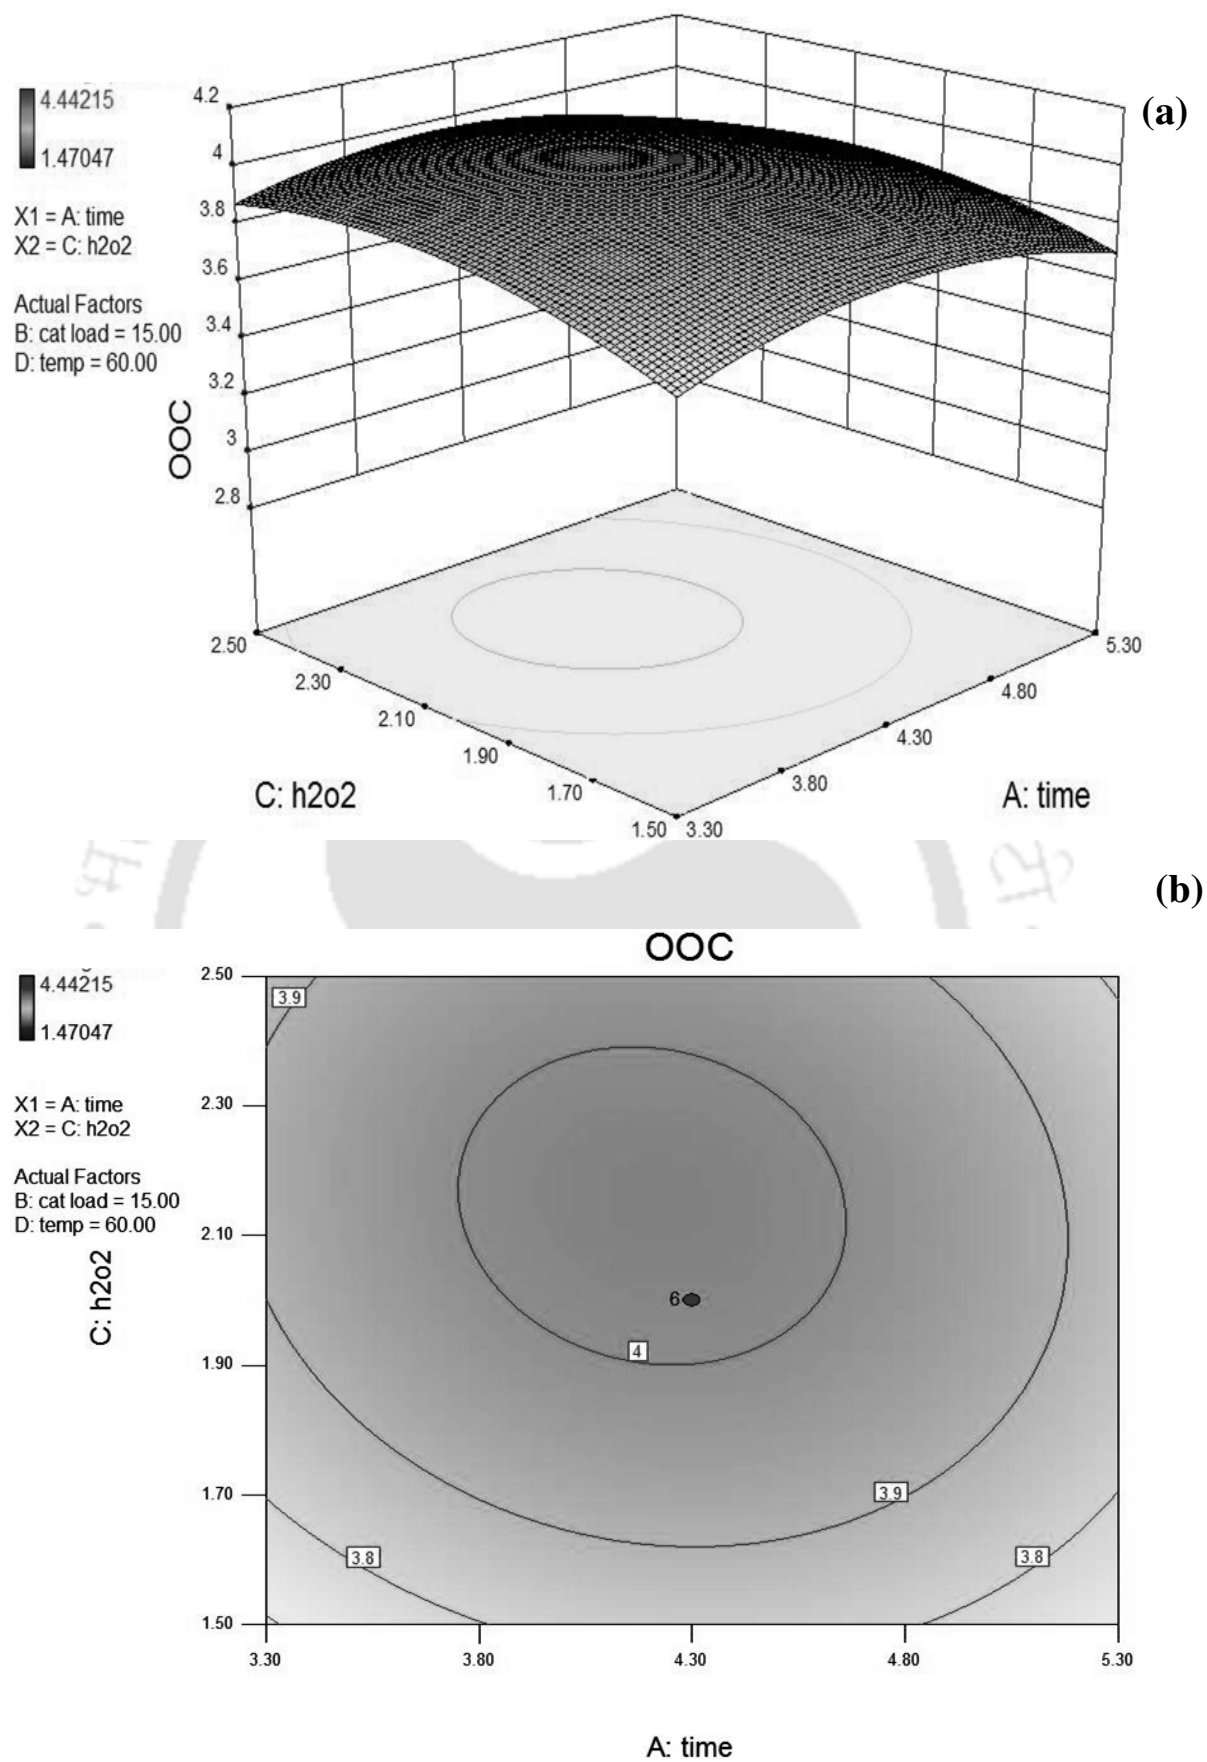 (a)
4.44215
1.47047
X1 = A: time
X2 = C: h2o2
Actual Factors
B: cat load = 15.00
D: temp = 60.00
4.2
4
3.8
3.6
3.4
3.2
3
2.8
OOC
2.50
2.30
2.10
1.90
1.70
1.50
3.30
3.80
4.30
4.80
5.30
C: h2o2
A: time
(b)
OOC
4.44215
1.47047
X1 = A: time
X2 = C: h2o2
Actual Factors
B: cat load = 15.00
D: temp = 60.00
C: h2o2
2.50
2.30
2.10
1.90
1.70
1.50
3.9
6
4
3.9
3.8
3.8
3.30
3.80
4.30
4.80
5.30
A: time